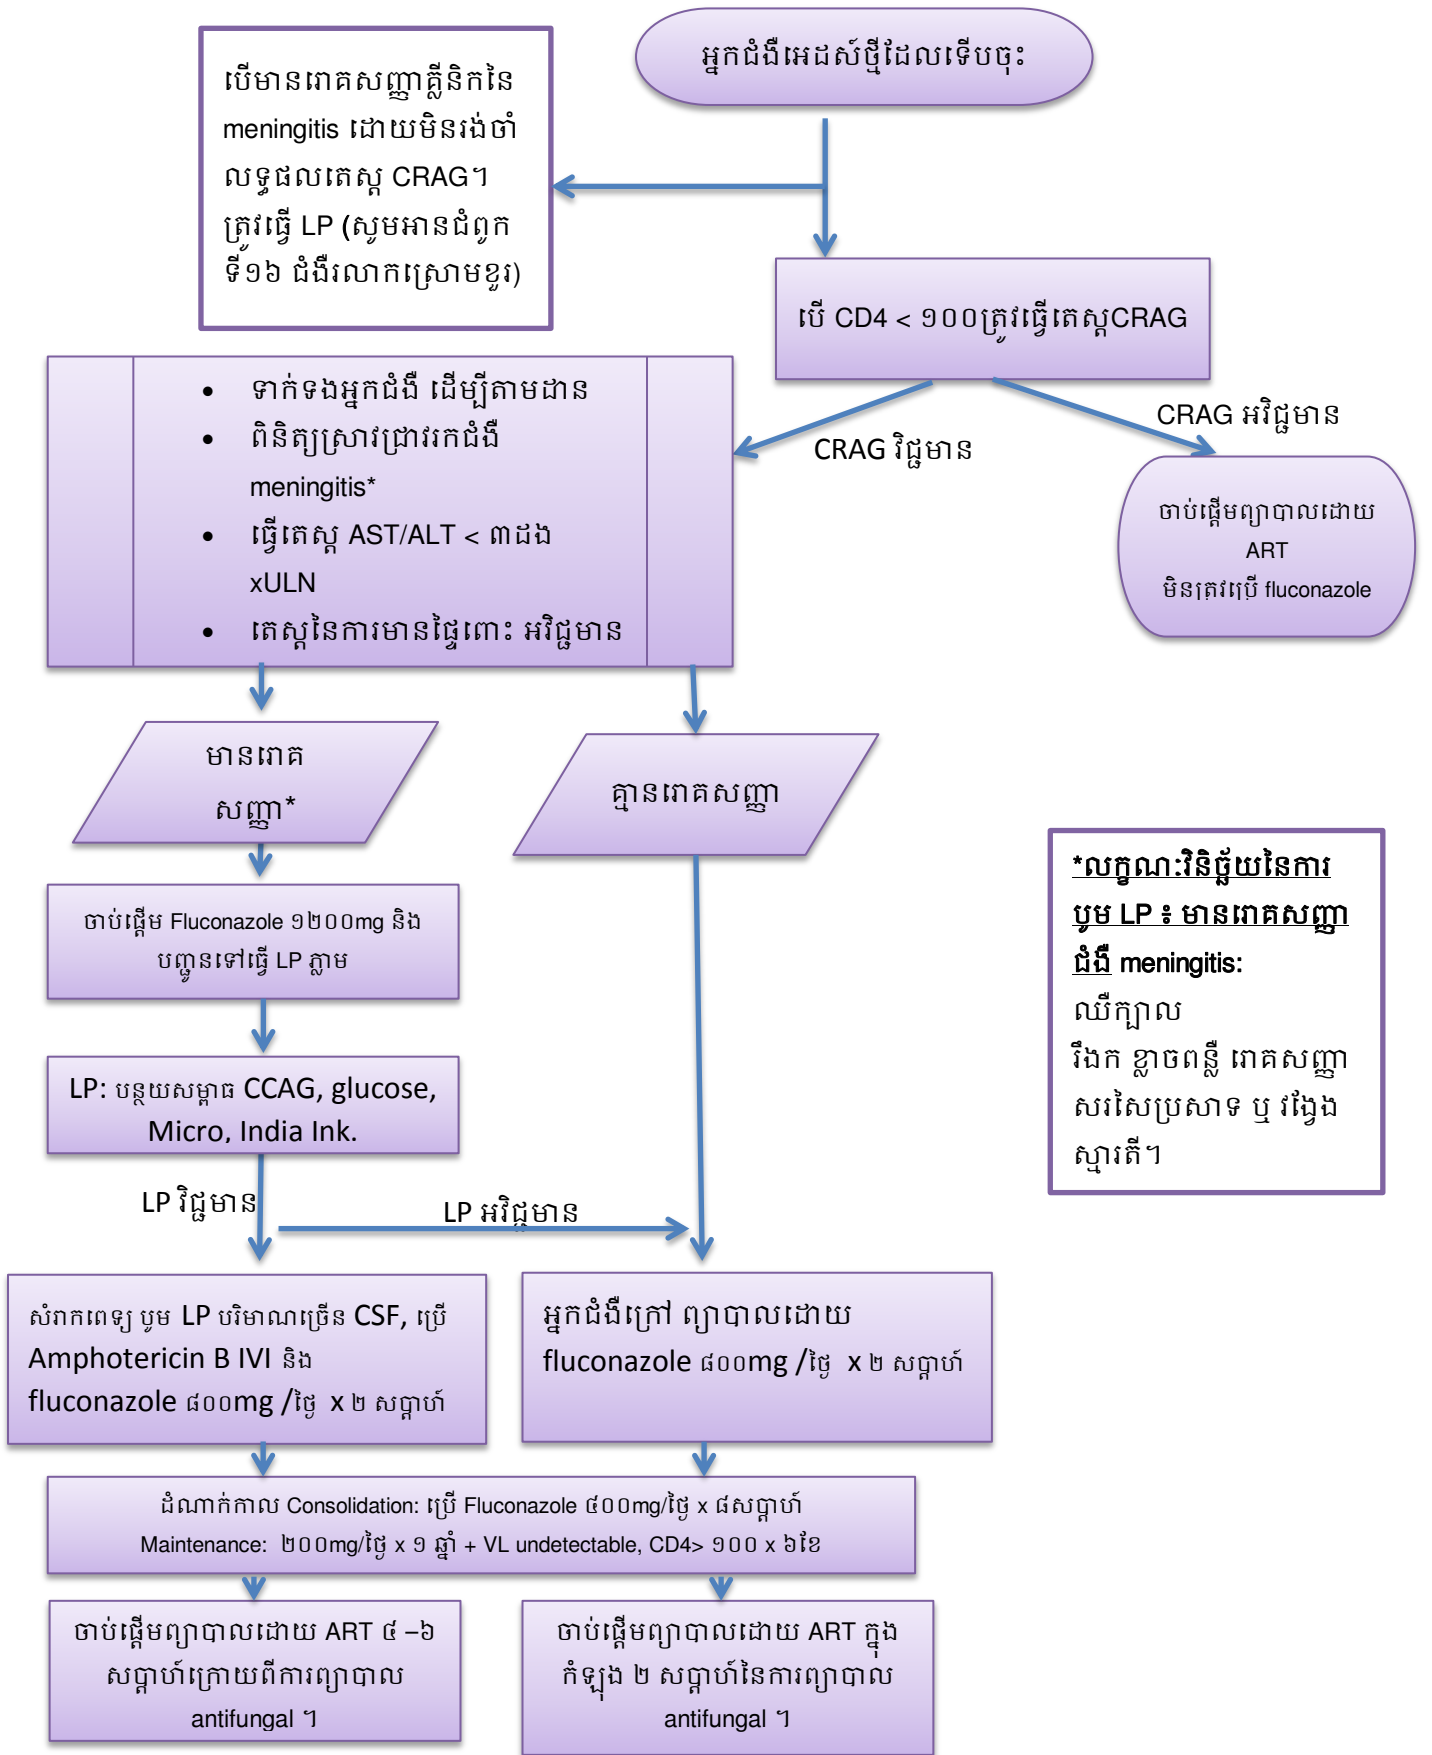 អ្នកជំងឺអេដស៍ថ្មីដែលទើបចុះ
បើមានរោគសញ្ញាគ្លីនិកនៃ
meningitis ដោយមិនរង់ចាំ
លទ្ធផលតេស្ត CRAG។
ត្រូវធ្វើ LP (សូមអានជំពូក
ទី១៦ ជំងឺរលាកស្រោមខួរ)
បើ CD4 < ១០០ត្រូវធ្វើតេស្តCRAG
CRAG វិជ្ជមាន
CRAG អវិជ្ជមាន
• ទាក់ទងអ្នកជំងឺ ដើម្បីតាមដាន
• ពិនិត្យស្រាវជ្រាវរកជំងឺ
meningitis*
• ធ្វើតេស្ត AST/ALT < ៣ដង
xULN
• តេស្តនៃការមានផ្ទៃពោះ អវិជ្ជមាន
ចាប់ផ្តើមព្យាបាលដោយ
ART
មិនត្រូវប្រើ fluconazole
មានរោគ
សញ្ញា*
គ្មានរោគសញ្ញា
ចាប់ផ្តើម Fluconazole ១២០០mg និង
បញ្ជូនទៅធ្វើ LP ភ្លាម
LP: បន្ថយសម្ពាធ CCAG, glucose,
Micro, India Ink.
*លក្ខណៈវិនិច្ឆ័យនៃការ
បូម LP ៖ មានរោគសញ្ញា
ជំងឺ meningitis:
ឈឺក្បាល
រឹងក ខ្លាចពន្លឺ រោគសញ្ញា
សរសៃប្រសាទ ឬ វង្វែង
ស្មារតី។
LP វិជ្ជមាន
LP អវិជ្ជមាន
សំរាកពេទ្យ បូម LP បរិមាណច្រើន CSF, ប្រើ
Amphotericin B IVI និង
fluconazole ៨០០mg /ថ្ងៃ x ២ សប្តាហ៍
អ្នកជំងឺក្រៅ ព្យាបាលដោយ
fluconazole ៨០០mg /ថ្ងៃ x ២ សប្តាហ៍
ដំណាក់កាល Consolidation: ប្រើ Fluconazole ៤០០mg/ថ្ងៃ x ៨សប្តាហ៍
Maintenance: ២០០mg/ថ្ងៃ x ១ ឆ្នាំ + VL undetectable, CD4> ១០០ x ៦ខែ
ចាប់ផ្តើមព្យាបាលដោយ ART ៤ –៦
សប្តាហ៍ក្រោយពីការព្យាបាល
antifungal ។
ចាប់ផ្តើមព្យាបាលដោយ ART ក្នុង
កំឡុង ២ សប្តាហ៍នៃការព្យាបាល
antifungal ។